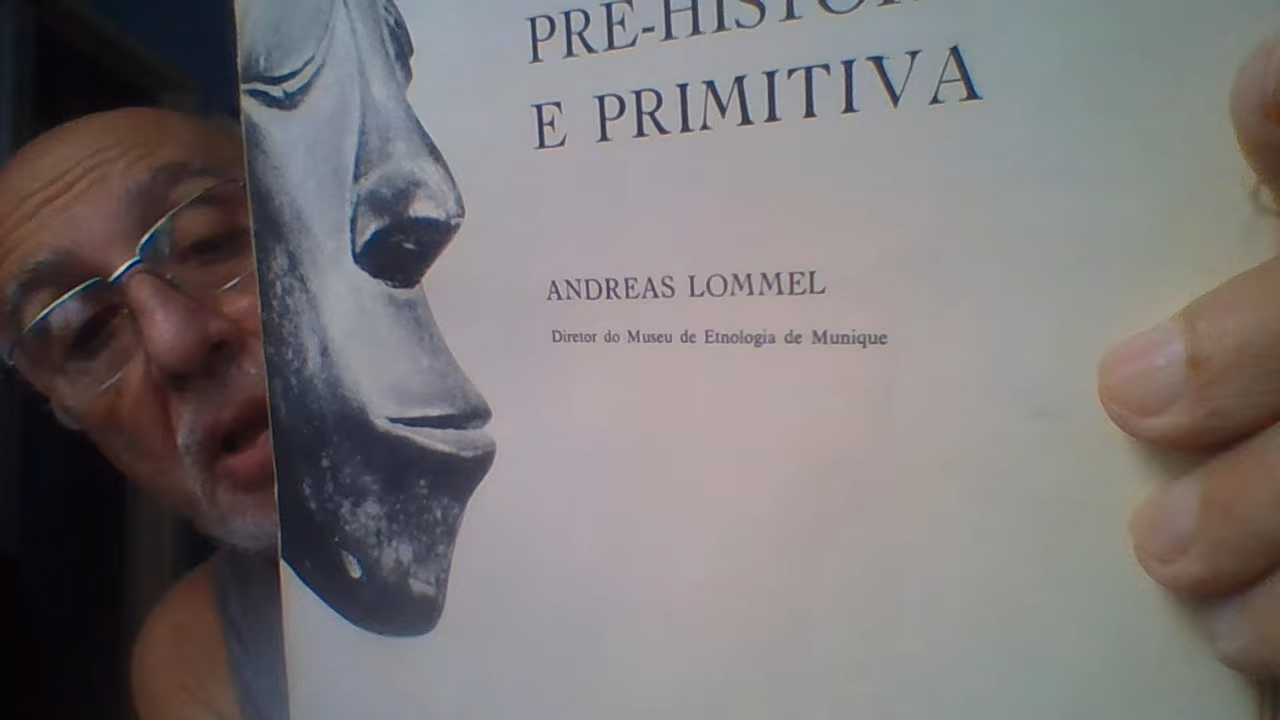 E PRIMITIVA
ANDREAS LOMMEL
Diretor do Museu de Etnologia de Munique